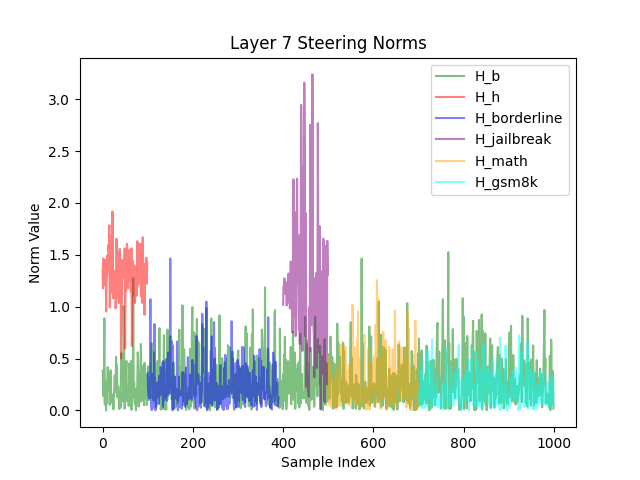 Layer 7 Steering Norms
Norm Value
3.0
2.5
2.0
1.5
1.0
0.5
0.0
H_b
H_h
H_borderline
H_jailbreak
H_math
H_gsm8k
0 200 400 600 800 1000
Sample Index